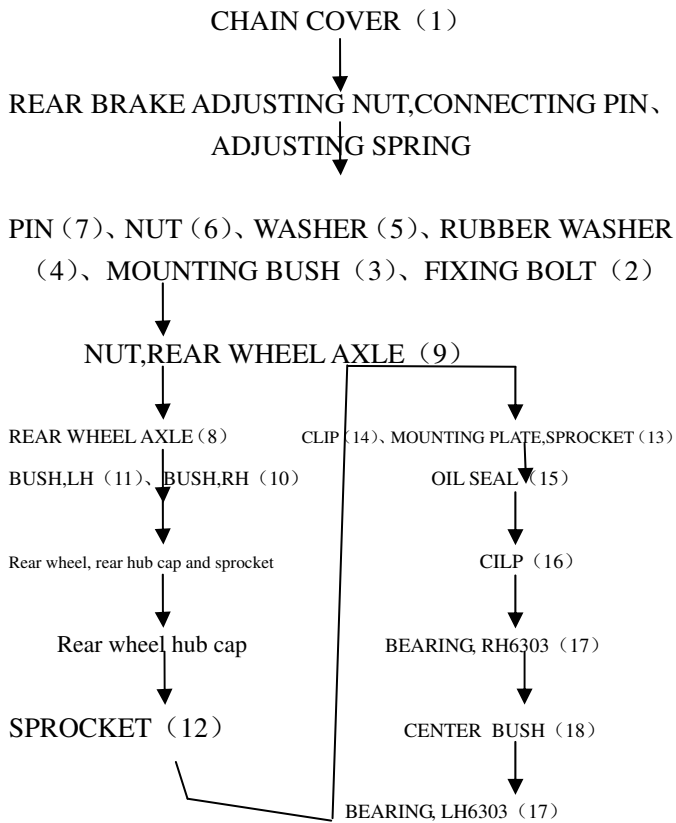 CHAIN COVER（1）
REAR BRAKE ADJUSTING NUT,CONNECTING PIN、
ADJUSTING SPRING
PIN（7）、NUT（6）、WASHER（5）、RUBBER WASHER
（4）、MOUNTING BUSH（3）、FIXING BOLT（2）
NUT,REAR WHEEL AXLE（9）
REAR WHEEL AXLE（8）
BUSH,LH（11）、BUSH,RH（10）
Rear wheel, rear hub cap and sprocket
Rear wheel hub cap
SPROCKET（12）
CLIP（14）、MOUNTING PLATE,SPROCKET（13）
OIL SEAL（15）
CILP（16）
BEARING, RH6303（17）
CENTER BUSH（18）
BEARING, LH6303（17）